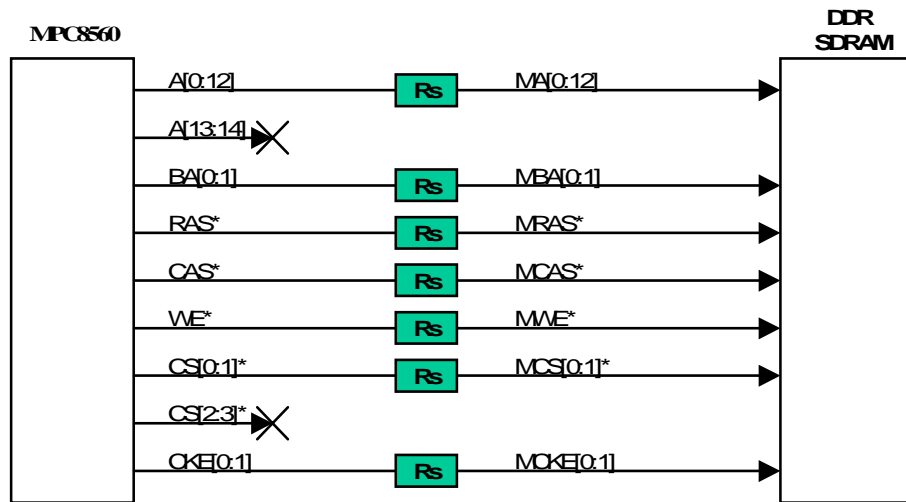 MPC8560
DDR
SDRAM
A[0:12] Rs MA[0:12]
A[13:14]
BA[0:1] Rs MBA[0:1]
RAS* Rs MRAS*
CAS* Rs MCAS*
WE* Rs MWE*
CS[0:1]* Rs MCS[0:1]*
CS[2:3]*
CKE[0:1] Rs MCKE[0:1]